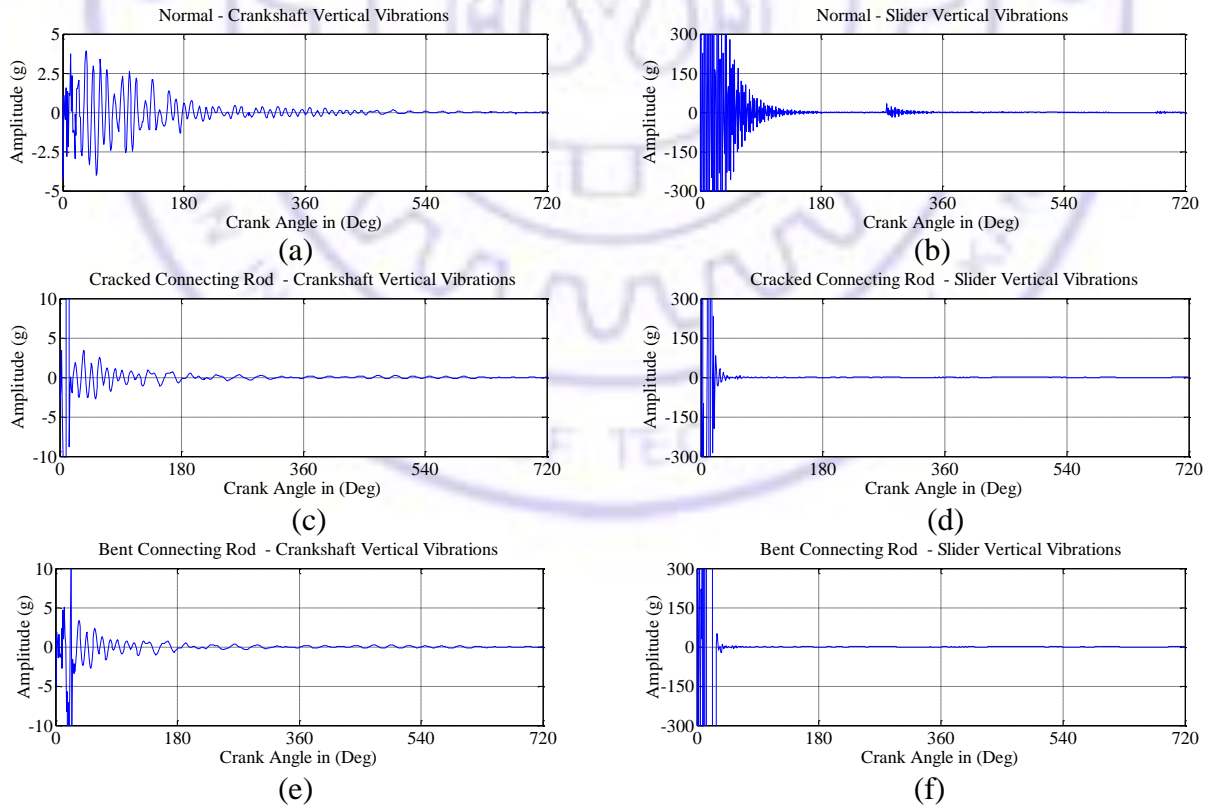 Normal - Crankshaft Vertical Vibrations
5
2.5
0
-2.5
-5
Amplitude (g)
0 180 360 540 720
Crank Angle in (Deg)
(a)
Normal - Slider Vertical Vibrations
300
150
0
-150
-300
Amplitude (g)
0 180 360 540 720
Crank Angle in (Deg)
(b)
Cracked Connecting Rod - Crankshaft Vertical Vibrations
10
5
0
-5
-10
Amplitude (g)
0 180 360 540 720
Crank Angle in (Deg)
(c)
Cracked Connecting Rod - Slider Vertical Vibrations
300
150
0
-150
-300
Amplitude (g)
0 180 360 540 720
Crank Angle in (Deg)
(d)
Bent Connecting Rod - Crankshaft Vertical Vibrations
10
5
0
-5
-10
Amplitude (g)
0 180 360 540 720
Crank Angle in (Deg)
(e)
Bent Connecting Rod - Slider Vertical Vibrations
300
150
0
-150
-300
Amplitude (g)
0 180 360 540 720
Crank Angle in (Deg)
(f)